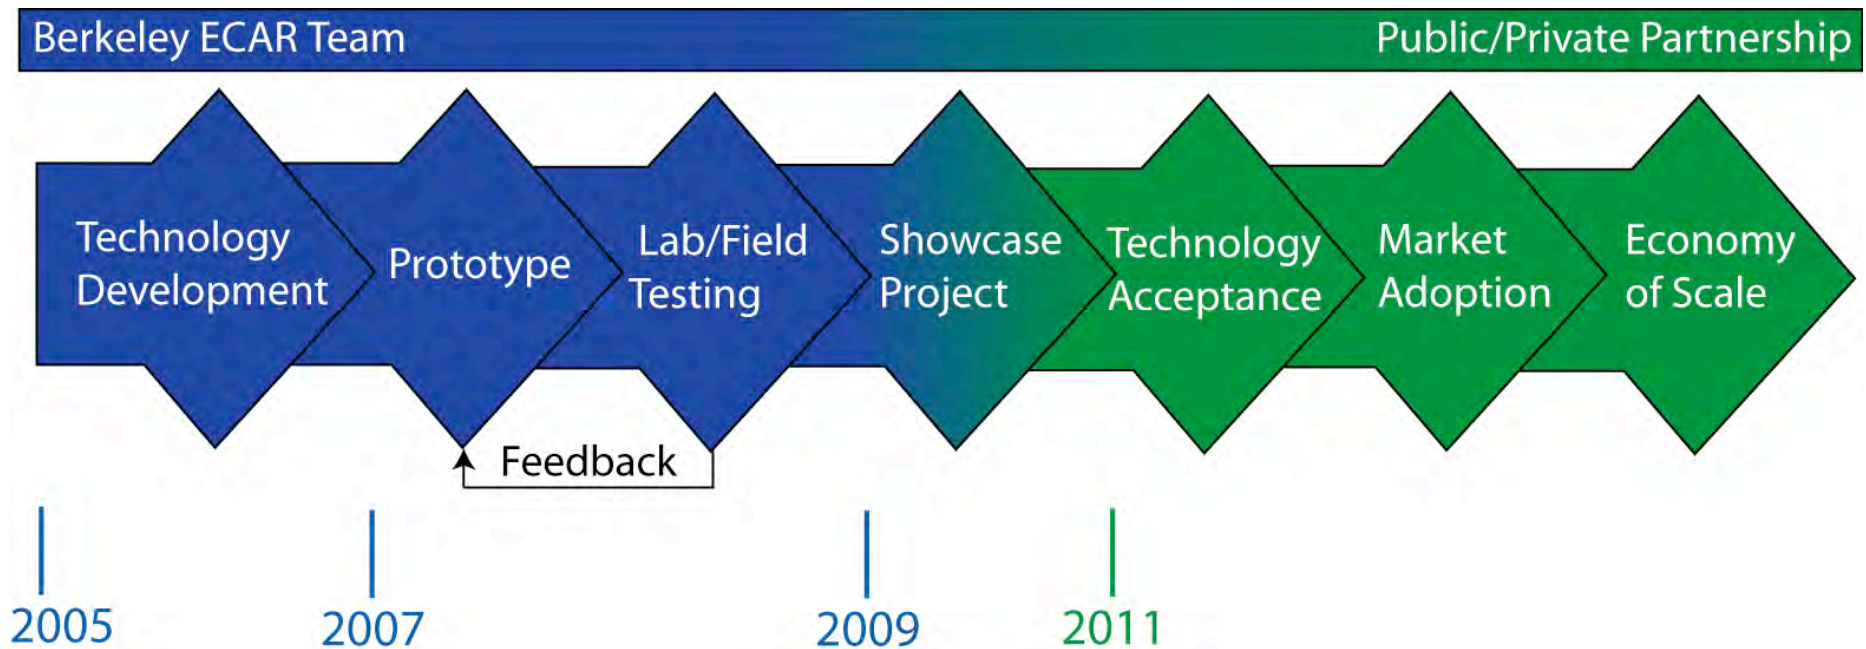 Berkeley ECAR Team
Public/Private Partnership
Technology
Development
Prototype
Lab/Field
Testing
Showcase
Project
Technology
Acceptance
Market
Adoption
Economy
of Scale
Feedback
2005
2007
2009
2011